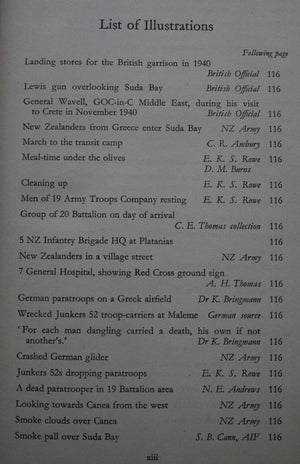 List of Illustrations
Following page
Landing stores for the British garrison in 1940
British Official 116
Lewis gun overlooking Suda Bay British Official 116
General Wavell, GOC-in-C Middle East, during his visit
to Crete in November 1940 British Official 116
New Zealanders from Greece enter Suda Bay NZ Army 116
March to the transit camp C. R. Ambury 116
Meal-time under the olives E. K. S. Rowe 116
D. M. Burns
Cleaning up E. K. S. Rowe 116
Men of 19 Army Troops Company resting E. K. S. Rowe 116
Group of 20 Battalion on day of arrival
C. E. Thomas collection 116
5 NZ Infantry Brigade HQ at Platanias 116
New Zealanders in a village street NZ Army 116
7 General Hospital, showing Red Cross ground sign
A. H. Thomas 116
German paratroops on a Greek airfield Dr K. Bringmann 116
Wrecked Junkers 52 troop-carriers at Maleme German source 116
'For each man dangling carried a death, his own if not
another's.' Dr K. Bringmann 116
Crashed German glider NZ Army 116
Junkers 52s dropping paratroops E. K. S. Rowe 116
A dead paratrooper in 19 Battalion area N. E. Andrews 116
Looking towards Canea from the west NZ Army 116
Smoke clouds over Canea NZ Army 116
Smoke pall over Suda Bay S. B. Cann, AIF 116
xiii